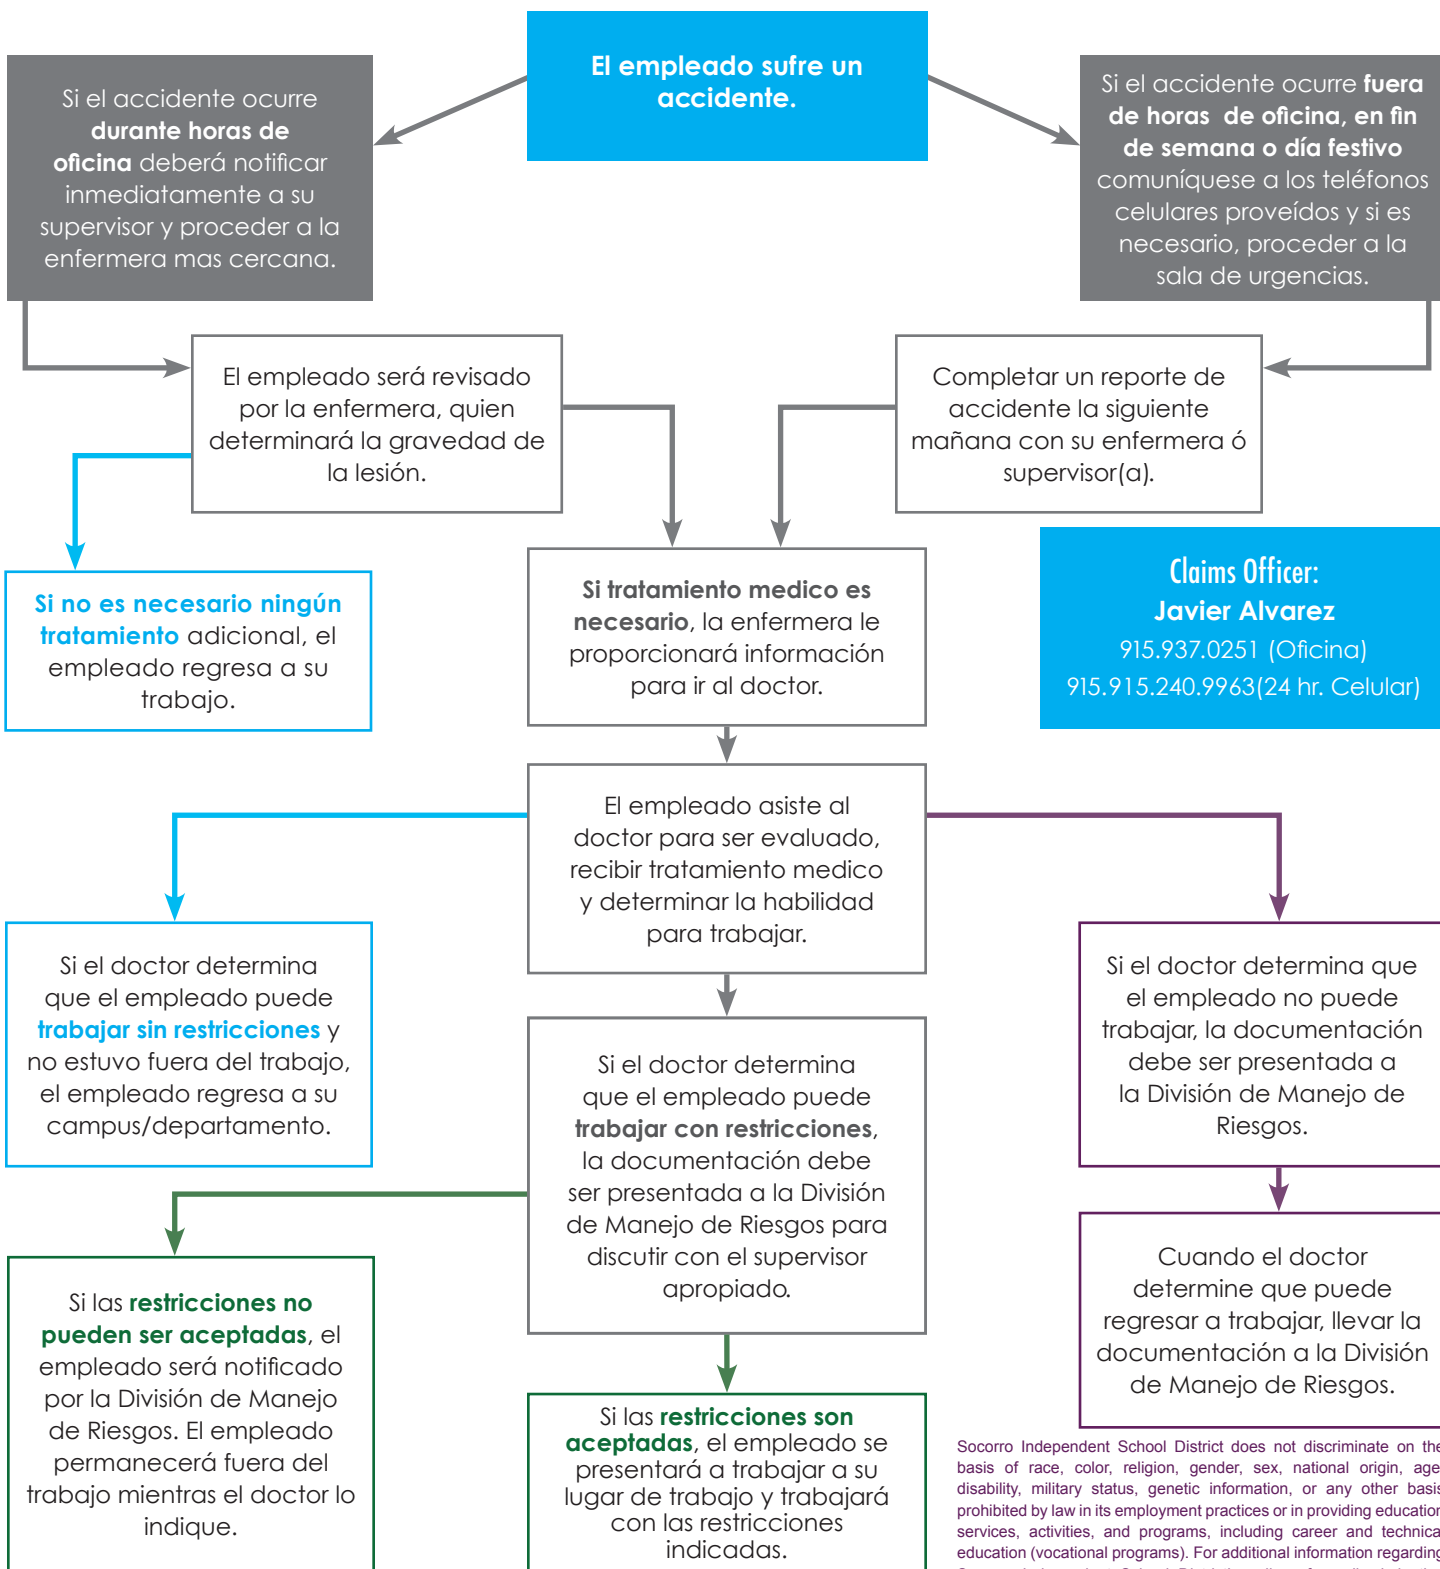 El empleado sufre un
accidente.
Si el accidente ocurre
durante horas de
oficina deberá notificar
inmediatamente a su
supervisor y proceder a la
enfermera mas cercana.
Si el accidente ocurre fuera
de horas de oficina, en fin
de semana o día festivo
comuníquese a los teléfonos
celulares proveídos y si es
necesario, proceder a la
sala de urgencias.
El empleado será revisado
por la enfermera, quien
determinará la gravedad de
la lesión.
Completar un reporte de
accidente la siguiente
mañana con su enfermera ó
supervisor(a).
Si no es necesario ningún
tratamiento adicional, el
empleado regresa a su
trabajo.
Si tratamiento medico es
necesario, la enfermera le
proporcionará información
para ir al doctor.
Claims Officer:
Javier Alvarez
915.937.0251 (Oficina)
915.915.240.9963(24 hr. Celular)
El empleado asiste al
doctor para ser evaluado,
recibir tratamiento medico
y determinar la habilidad
para trabajar.
Si el doctor determina
que el empleado puede
trabajar sin restricciones y
no estuvo fuera del trabajo,
el empleado regresa a su
campus/departamento.
Si el doctor determina
que el empleado puede
trabajar con restricciones,
la documentación debe
ser presentada a la División
de Manejo de Riesgos para
discutir con el supervisor
apropiado.
Si el doctor determina que
el empleado no puede
trabajar, la documentación
debe ser presentada a
la División de Manejo de
Riesgos.
Cuando el doctor
determine que puede
regresar a trabajar, llevar la
documentación a la División
de Manejo de Riesgos.
Si las restricciones no
pueden ser aceptadas, el
empleado será notificado
por la División de Manejo
de Riesgos. El empleado
permanecerá fuera del
trabajo mientras el doctor lo
indique.
Si las restricciones son
aceptadas, el empleado se
presentará a trabajar a su
lugar de trabajo y trabajará
con las restricciones
indicadas.
Socorro Independent School District does not discriminate on the
basis of race, color, religion, gender, sex, national origin, age,
disability, military status, genetic information, or any other basis
prohibited by law in its employment practices or in providing education
services, activities, and programs, including career and technical
education (vocational programs). For additional information regarding